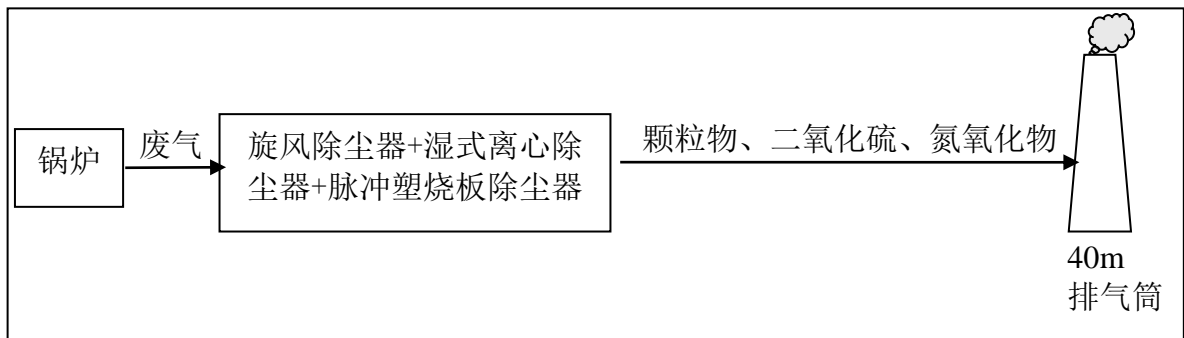 锅炉
废气
旋风除尘器+湿式离心除
尘器+脉冲塑烧板除尘器
颗粒物、二氧化硫、氮氧化物
40m
排气筒